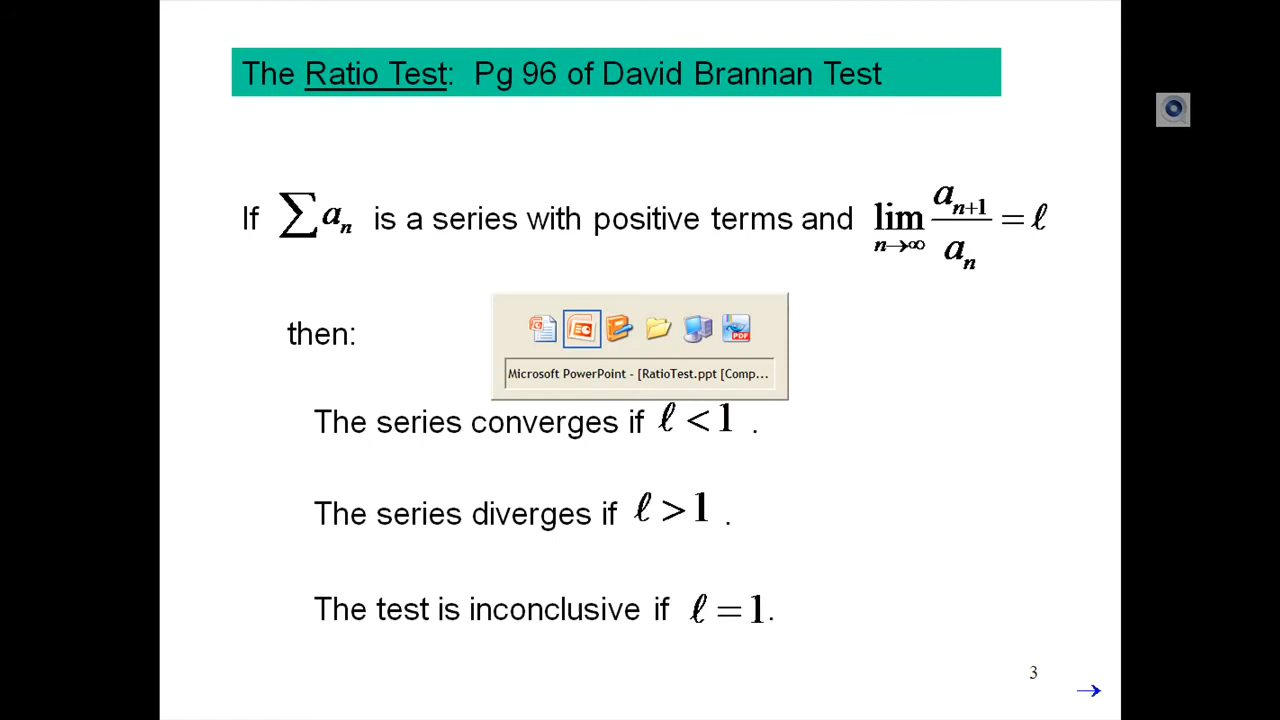 The Ratio Test: Pg 96 of David Brannan Test
If ∑ aₙ is a series with positive terms and lim n→∞ aₙ₊₁ / aₙ = ℓ
then:
Microsoft PowerPoint - [RatioTest.ppt [Comp...
The series converges if ℓ < 1 .
The series diverges if ℓ > 1 .
The test is inconclusive if ℓ = 1.
3